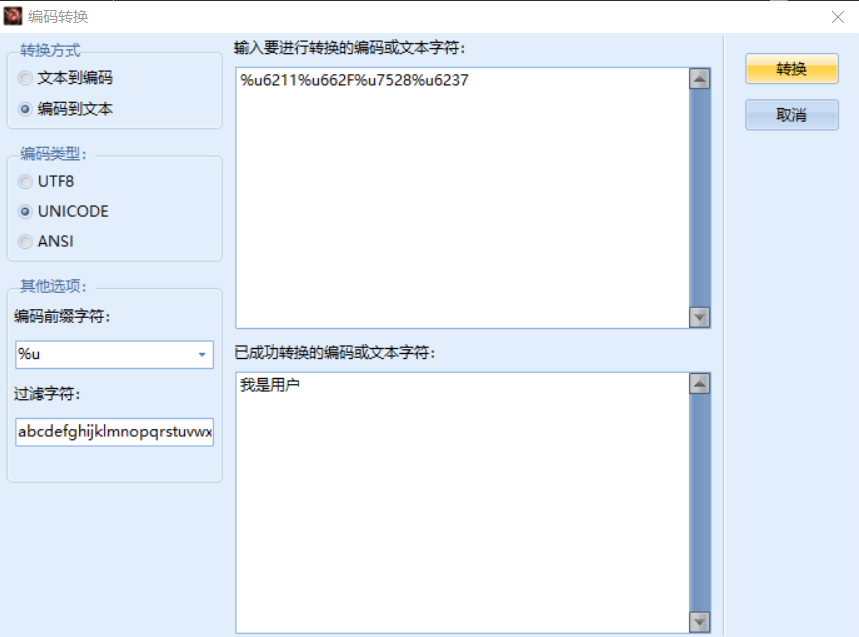 编码转换
转换方式
文本到编码
编码到文本
编码类型：
UTF8
UNICODE
ANSI
其他选项：
编码前缀字符：
%u
过滤字符：
abcdefghijklmnopqrstuvwx
输入要进行转换的编码或文本字符：
%u6211%u662F%u7528%u6237
已成功转换的编码或文本字符：
我是用户
转换
取消